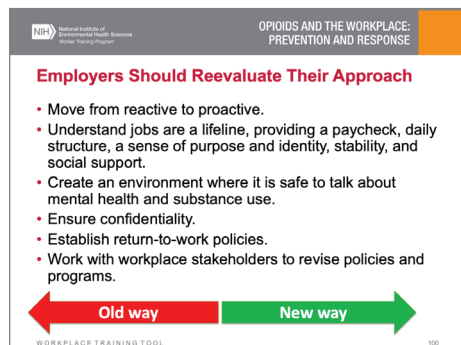 NIH
National Institute of
Environmental Health Sciences
Worker Training Program
OPIOIDS AND THE WORKPLACE:
PREVENTION AND RESPONSE
Employers Should Reevaluate Their Approach
• Move from reactive to proactive.
• Understand jobs are a lifeline, providing a paycheck, daily
structure, a sense of purpose and identity, stability, and
social support.
• Create an environment where it is safe to talk about
mental health and substance use.
• Ensure confidentiality.
• Establish return-to-work policies.
• Work with workplace stakeholders to revise policies and
programs.
Old way
New way
WORKPLACE TRAINING TOOL
100